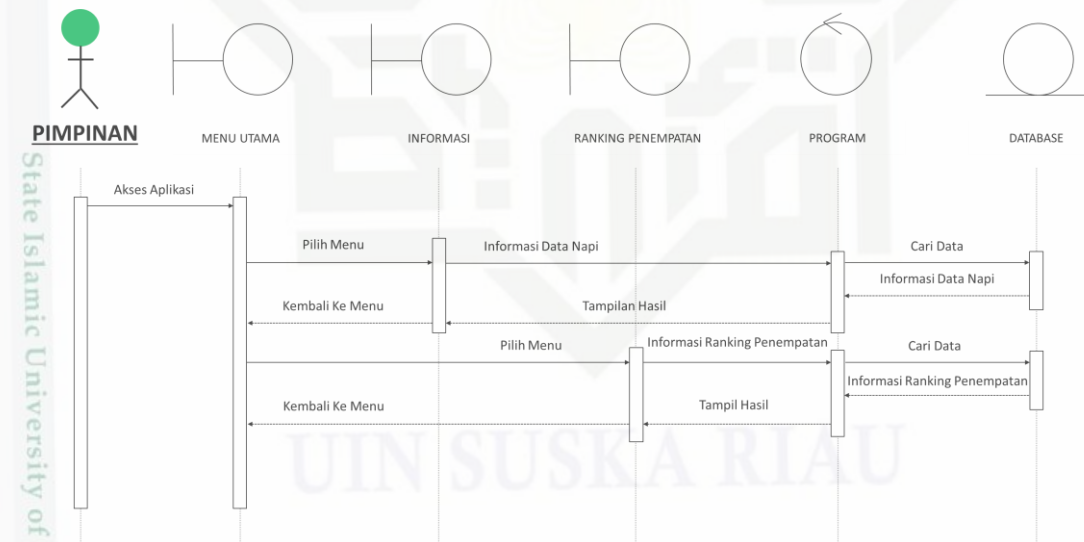 PIMPINAN
MENU UTAMA
INFORMASI
RANKING PENEMPATAN
PROGRAM
DATABASE
Akses Aplikasi
Pilih Menu
Informasi Data Napi
Cari Data
Informasi Data Napi
Kembali Ke Menu
Tampilan Hasil
Pilih Menu
Informasi Ranking Penempatan
Cari Data
Informasi Ranking Penempatan
Kembali Ke Menu
Tampil Hasil
State Islamic University of
UIN SUSKA RIAU